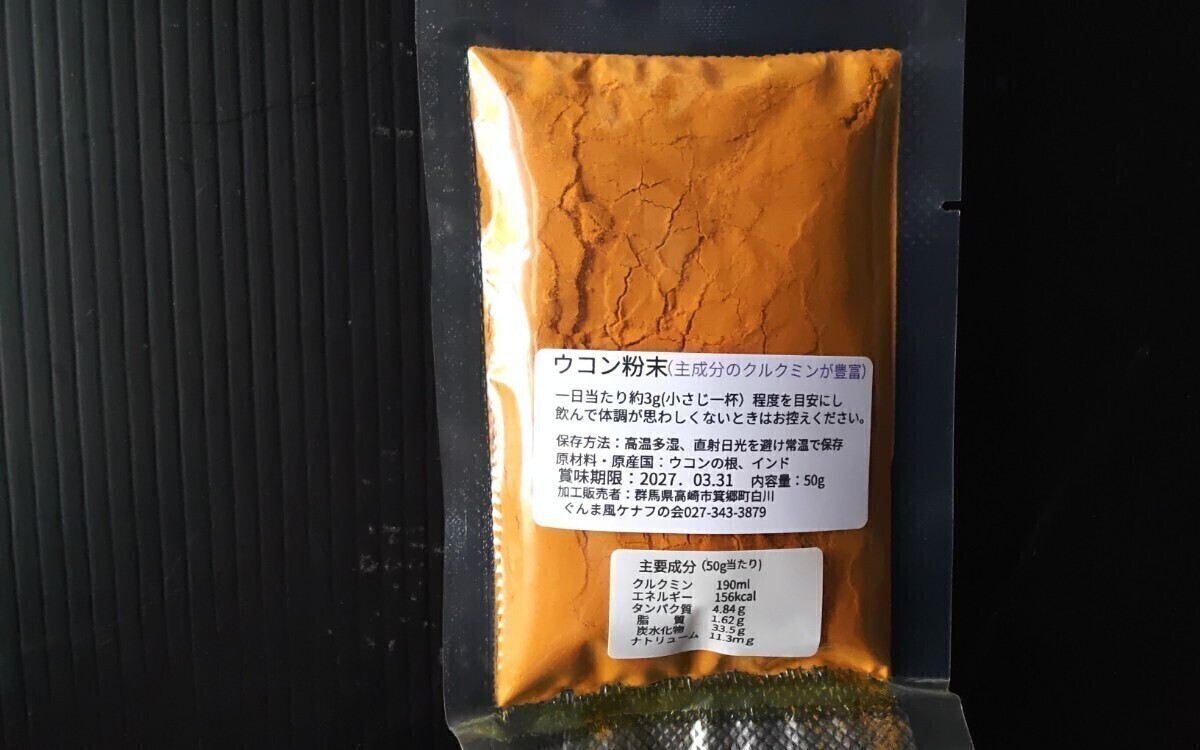 ウコン粉末(主成分のクルクミンが豊富)
一日当たり約3g(小さじ一杯）程度を目安にし
飲んで体調が思わしくないときはお控えください。
保存方法：高温多湿、直射日光を避け常温で保存
原材料・原産国：ウコンの根、インド
賞味期限：2027. 03.31 内容量：50g
加工販売者：群馬県高崎市箕郷町白川
ぐんま風ケナフの会027-343-3879
主要成分 (50g当たり)
クルクミン 190ml
エネルギー 156kcal
タンパク質 4.84g
脂 質 1.62g
炭水化物 33.5g
ナトリューム 11.3mg